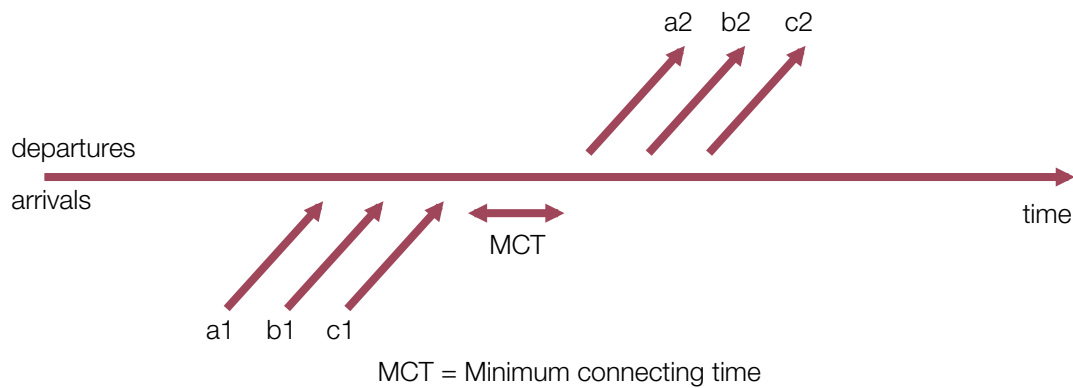 a2 b2 c2
departures
arrivals
time
MCT
a1 b1 c1
MCT = Minimum connecting time